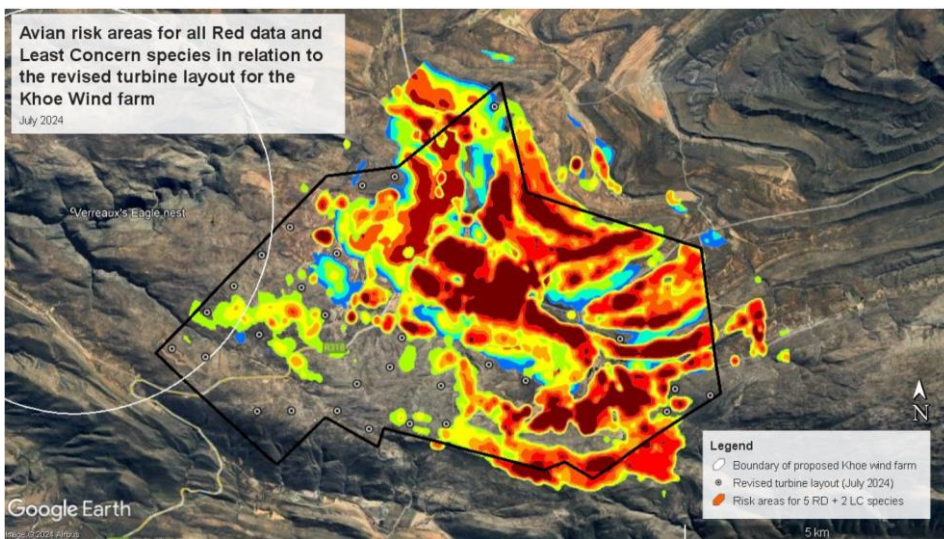 Avian risk areas for all Red data and
Least Concern species in relation to
the revised turbine layout for the
Khoe Wind farm
July 2024
Verreaux's Eagle nest
R318
N
Legend
Boundary of proposed Khoe wind farm
Revised turbine layout (July 2024)
Risk areas for 5 RD + 2 LC species
Google Earth
Image © 2024 Airbus
5 km